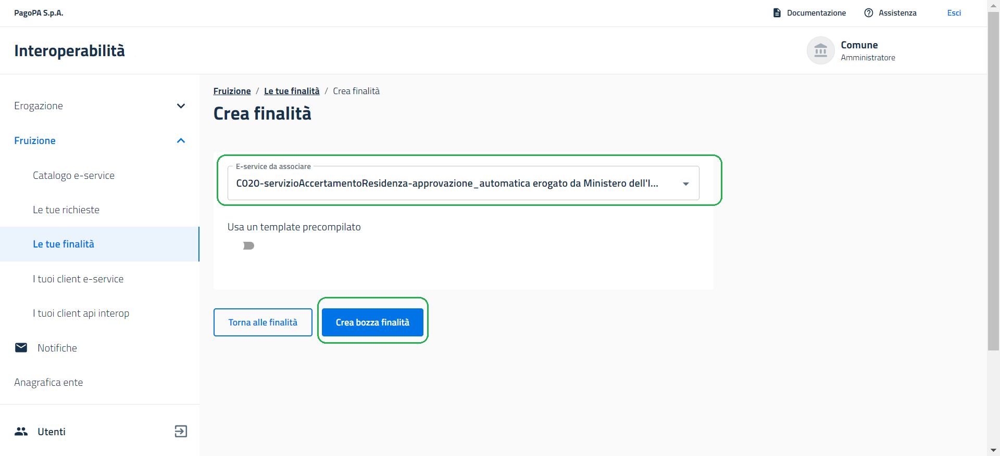 PagoPA S.p.A.
Documentazione
Assistenza
Esci
Interoperabilità
Comune
Amministratore
Erogazione
Fruizione
Catalogo e-service
Le tue richieste
Le tue finalità
I tuoi client e-service
I tuoi client api interop
Notifiche
Anagrafica ente
Utenti
Fruizione / Le tue finalità / Crea finalità
Crea finalità
E-service da associare
C020-servizioAccertamentoResidenza-approvazione_automatica erogato da Ministero dell'I...
Usa un template precompilato
Torna alle finalità
Crea bozza finalità